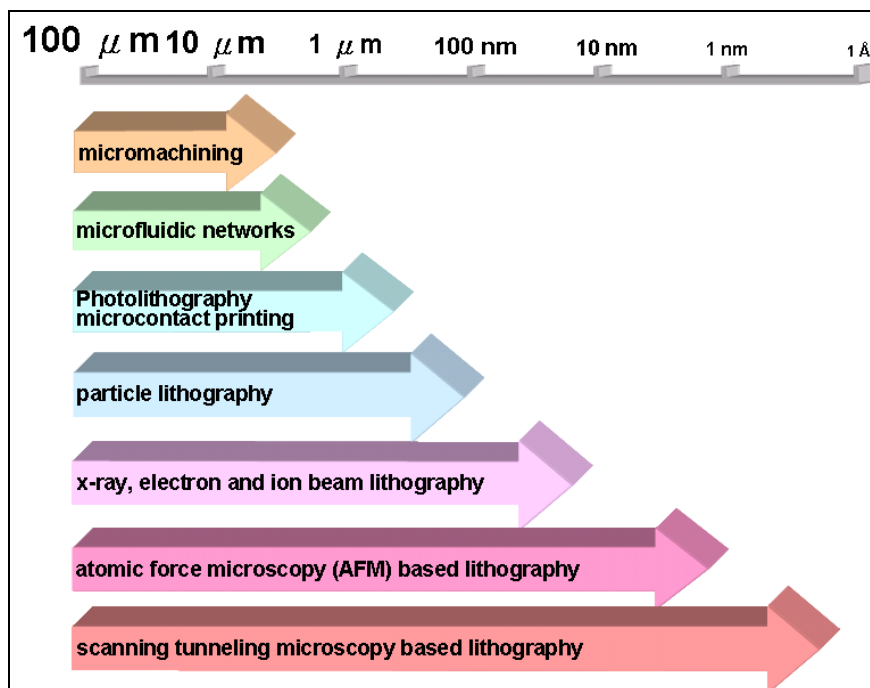 100 μm 10 μm 1 μm 100 nm 10 nm 1 nm 1 Å
micromachining
microfluidic networks
Photolithography
microcontact printing
particle lithography
x-ray, electron and ion beam lithography
atomic force microscopy (AFM) based lithography
scanning tunneling microscopy based lithography